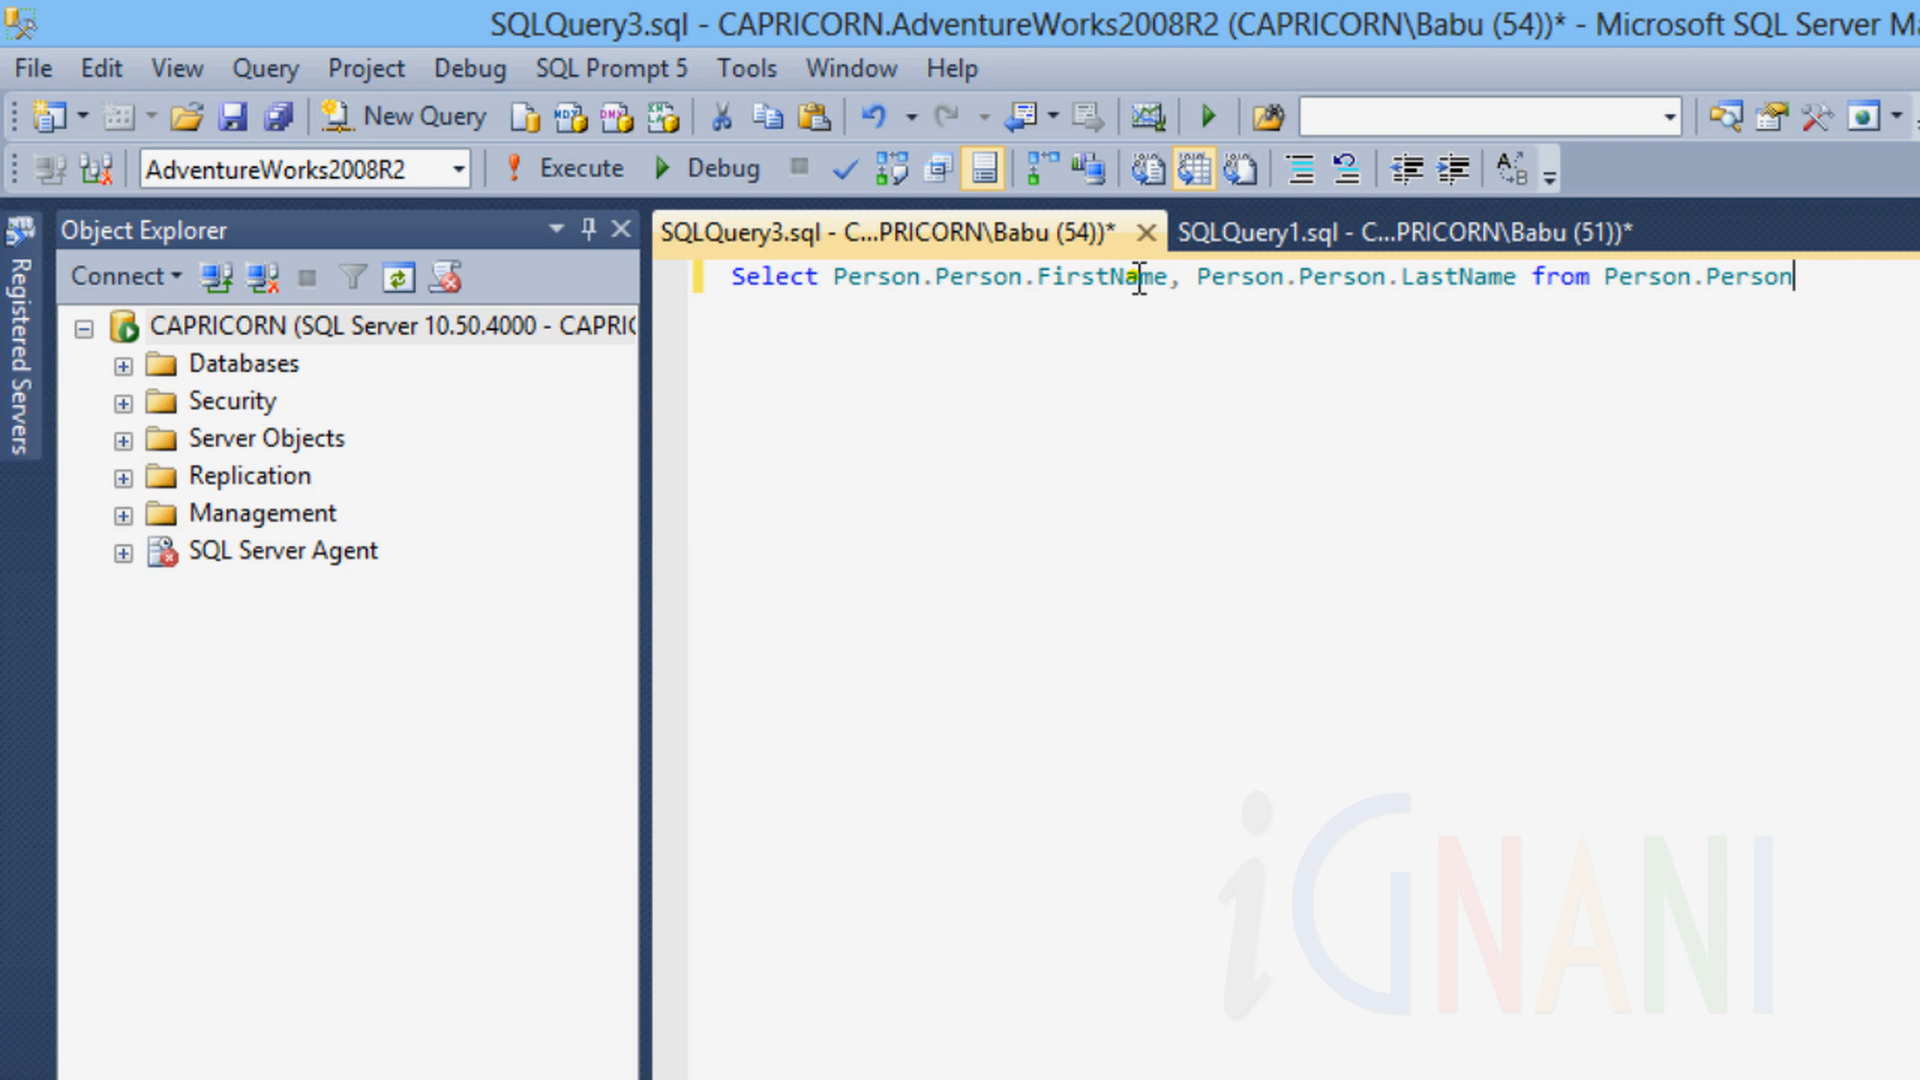 SQLQuery3.sql - CAPRICORN.AdventureWorks2008R2 (CAPRICORN\Babu (54))* - Microsoft SQL Server Ma
File Edit View Query Project Debug SQL Prompt 5 Tools Window Help
New Query
AdventureWorks2008R2 Execute Debug
Registered Servers
Object Explorer
Connect
CAPRICORN (SQL Server 10.50.4000 - CAPRIC
Databases
Security
Server Objects
Replication
Management
SQL Server Agent
SQLQuery3.sql - C...PRICORN\Babu (54))* SQLQuery1.sql - C...PRICORN\Babu (51))*
Select Person.Person.FirstName, Person.Person.LastName from Person.Person
iGNANI